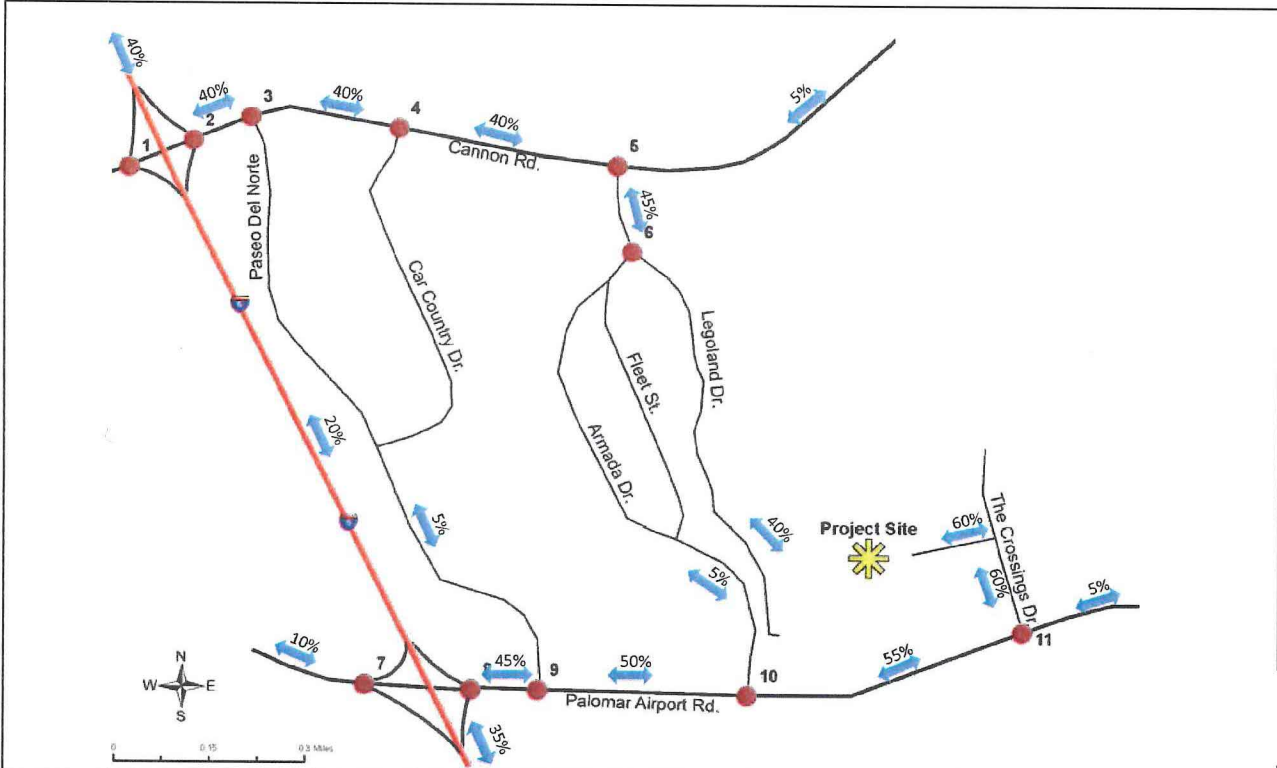 40%
40%
3
40%
4
5%
2
40%
1
5
Cannon Rd.
45%
6
Paseo Del Norte
Car Country Dr.
Legoland Dr.
Fleet St.
20%
Armada Dr.
5%
40%
Project Site
60%
The Crossings Dr.
60%
5%
5%
11
10%
7
45%
9
50%
55%
10
N
W E
S
Palomar Airport Rd.
35%
0 0.15 0.3 Miles